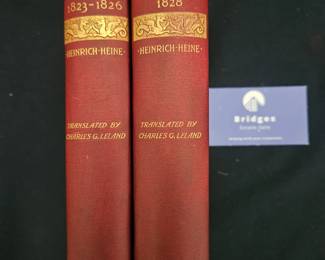 1823-1826
·HEINRICH·HEINE·
TRANSLATED BY
CHARLES G. LELAND
1828
·HEINRICH·HEINE·
TRANSLATED BY
CHARLES G. LELAND
Bridges